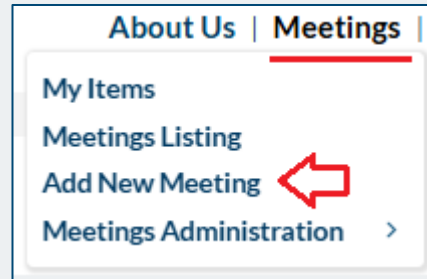 About Us | Meetings |
My Items
Meetings Listing
Add New Meeting
Meetings Administration >